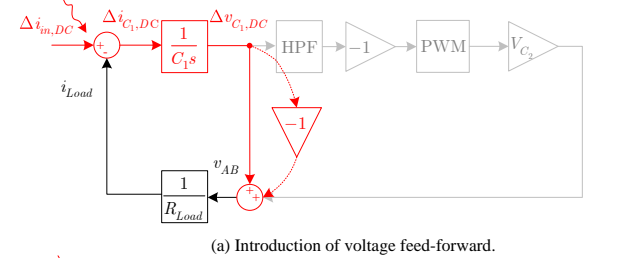 Δi_{in,DC} Δi_{C_1,DC} Δv_{C_1,DC}
+ -
1
C_1s
HPF
−1
PWM
V_{C_2}
i_{Load}
−1
v_{AB}
1
R_{Load}
+ +
(a) Introduction of voltage feed-forward.